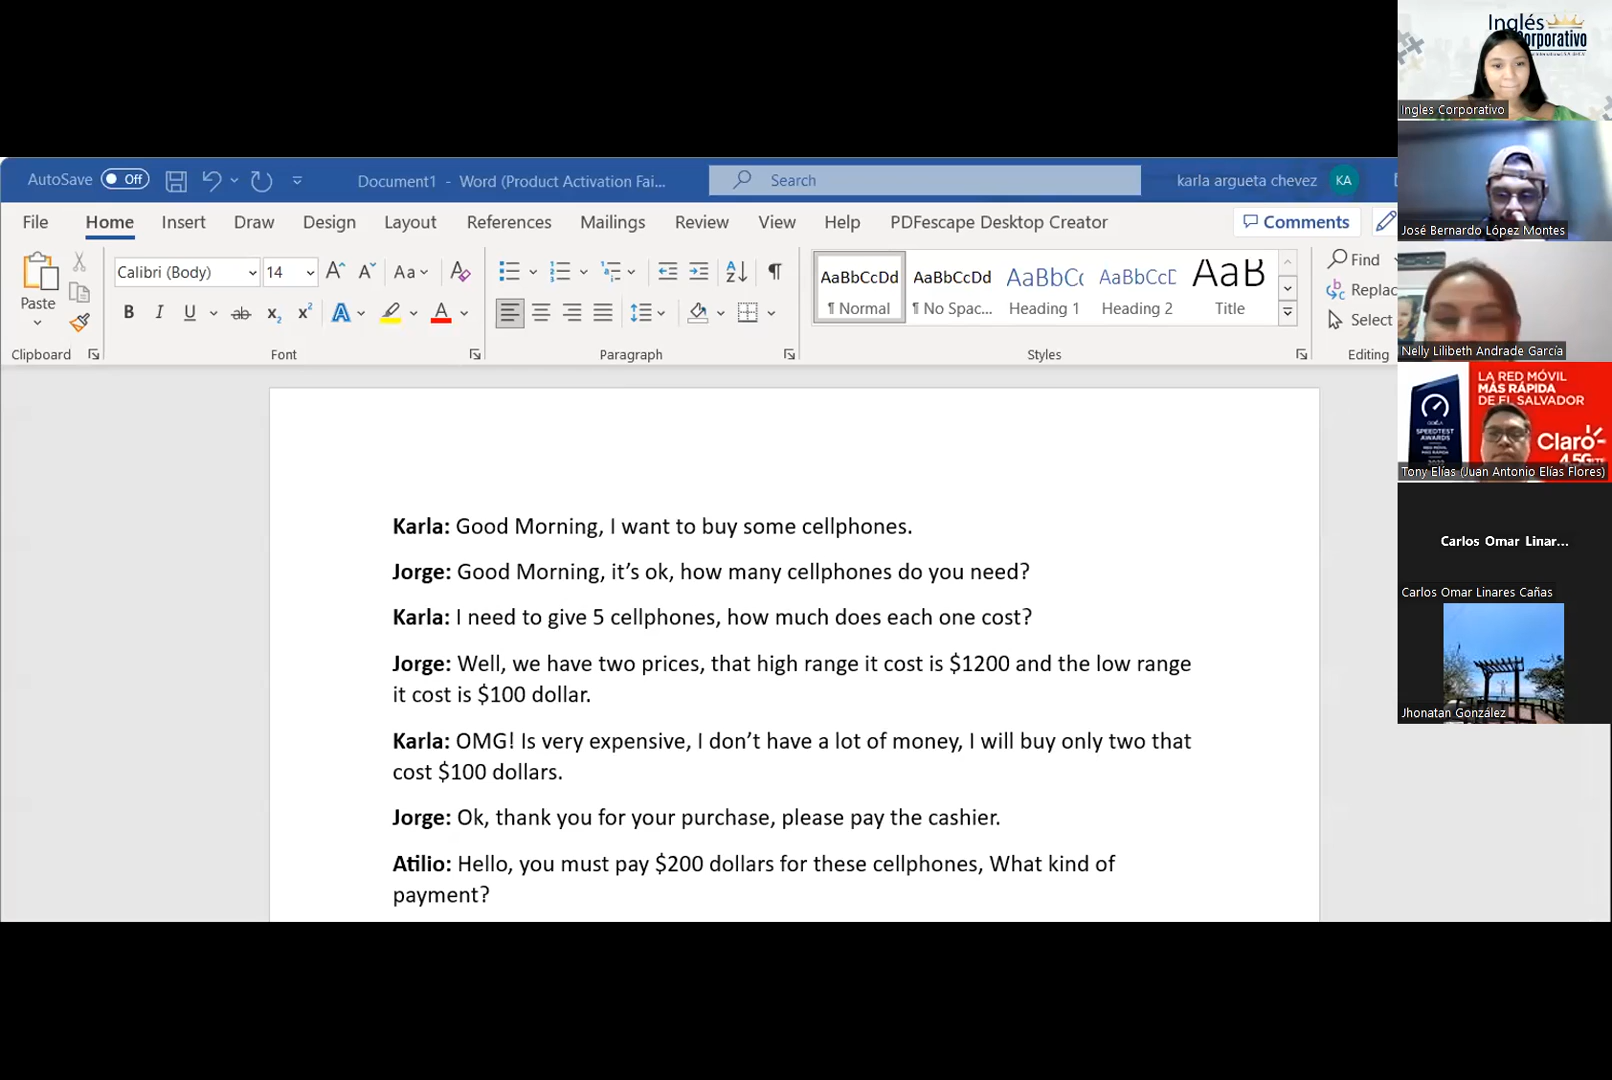 AutoSave Off Document1 - Word (Product Activation Fai... Search karla argueta chevez KA
File Home Insert Draw Design Layout References Mailings Review View Help PDFescape Desktop Creator Comments
Paste Calibri (Body) 14 Aa AaBbCcDd AaBbCcDd AaBbCc AaBbCcE AaB Find
B I U ab x2 x2 A A ¶ Normal ¶ No Spac... Heading 1 Heading 2 Title Replac
Select
Clipboard Font Paragraph Styles Editing
Karla: Good Morning, I want to buy some cellphones.
Jorge: Good Morning, it’s ok, how many cellphones do you need?
Karla: I need to give 5 cellphones, how much does each one cost?
Jorge: Well, we have two prices, that high range it cost is $1200 and the low range
it cost is $100 dollar.
Karla: OMG! Is very expensive, I don’t have a lot of money, I will buy only two that
cost $100 dollars.
Jorge: Ok, thank you for your purchase, please pay the cashier.
Atilio: Hello, you must pay $200 dollars for these cellphones, What kind of
payment?
Inglés
Corporativo
Ingles Corporativo
José Bernardo López Montes
Nelly Lilibeth Andrade García
LA RED MÓVIL
MÁS RÁPIDA
DE EL SALVADOR
SPEEDTEST
AWARDS
Claro
4.5G
Tony Elías (Juan Antonio Elías Flores)
Carlos Omar Linar...
Carlos Omar Linares Cañas
Jhonatan González